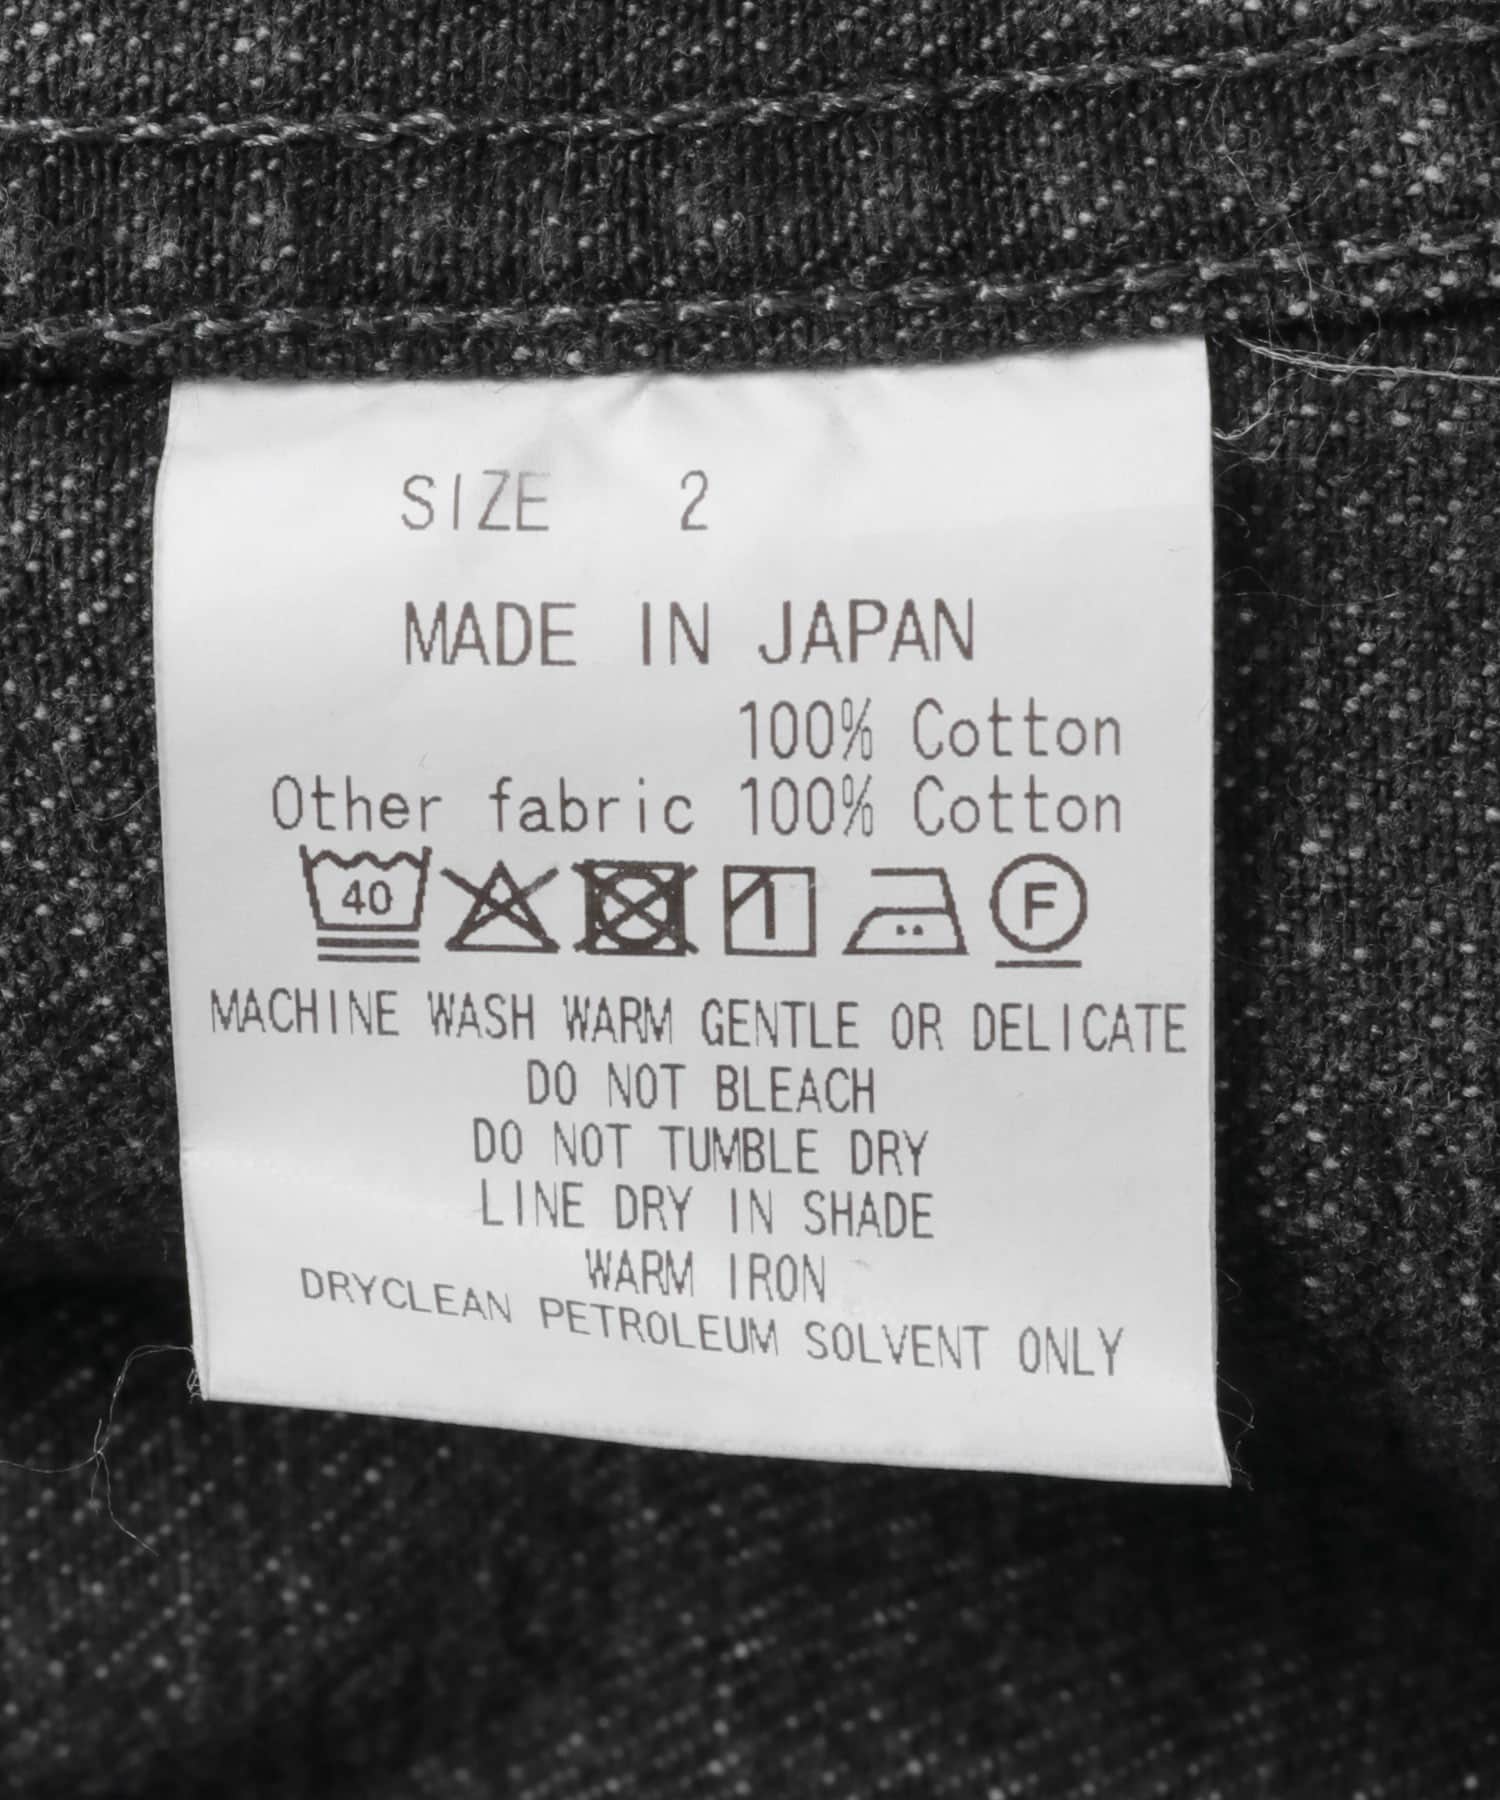 SIZE 2
MADE IN JAPAN
100% Cotton
Other fabric 100% Cotton
40 F
MACHINE WASH WARM GENTLE OR DELICATE
DO NOT BLEACH
DO NOT TUMBLE DRY
LINE DRY IN SHADE
WARM IRON
DRYCLEAN PETROLEUM SOLVENT ONLY